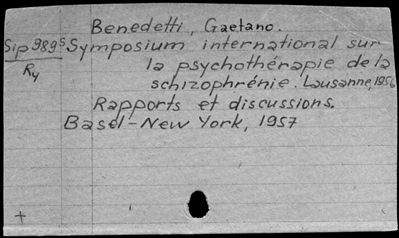 Benedetti, Gaetano.
Sip 989⁵ Symposium international sur
Ry la psychothérapie de la
schizophrénie. Lausanne, 1956
Rapports et discussions.
Basel-New York, 1957
+